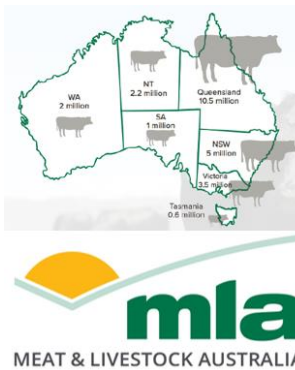 NT
2.2 million
WA
2 million
Queensland
10.5 million
SA
1 million
NSW
5 million
Victoria
3.5 million
Tasmania
0.6 million
mla
MEAT & LIVESTOCK AUSTRALIA